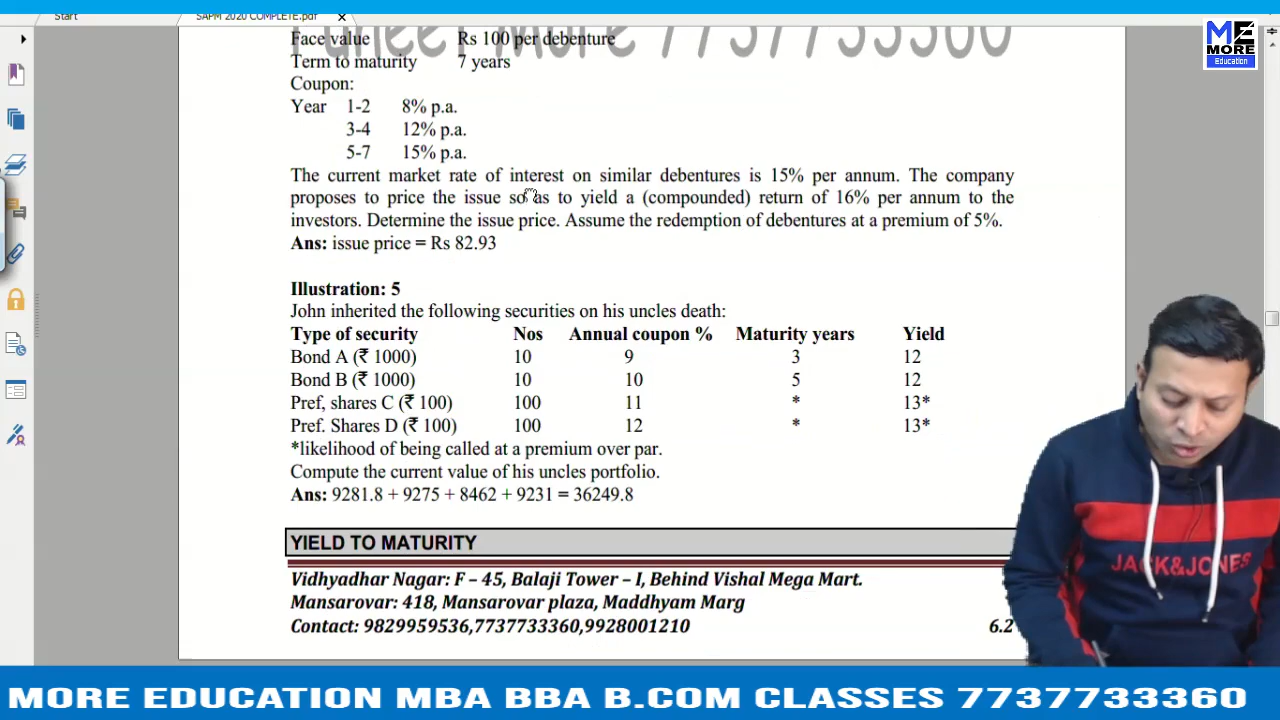 Start
SAPM 2020 COMPLETE.pdf
7737733360
ME
MORE
Education
Face value Rs 100 per debenture
Term to maturity 7 years
Coupon:
Year 1-2 8% p.a.
3-4 12% p.a.
5-7 15% p.a.
The current market rate of interest on similar debentures is 15% per annum. The company
proposes to price the issue so as to yield a (compounded) return of 16% per annum to the
investors. Determine the issue price. Assume the redemption of debentures at a premium of 5%.
Ans: issue price = Rs 82.93
Illustration: 5
John inherited the following securities on his uncles death:
Type of security Nos Annual coupon % Maturity years Yield
Bond A (₹ 1000) 10 9 3 12
Bond B (₹ 1000) 10 10 5 12
Pref, shares C (₹ 100) 100 11 * 13*
Pref. Shares D (₹ 100) 100 12 * 13*
*likelihood of being called at a premium over par.
Compute the current value of his uncles portfolio.
Ans: 9281.8 + 9275 + 8462 + 9231 = 36249.8
YIELD TO MATURITY
Vidhyadhar Nagar: F – 45, Balaji Tower – I, Behind Vishal Mega Mart.
Mansarovar: 418, Mansarovar plaza, Maddhyam Marg
Contact: 9829959536,7737733360,9928001210 6.2
JACK&JONES
MORE EDUCATION MBA BBA B.COM CLASSES 7737733360